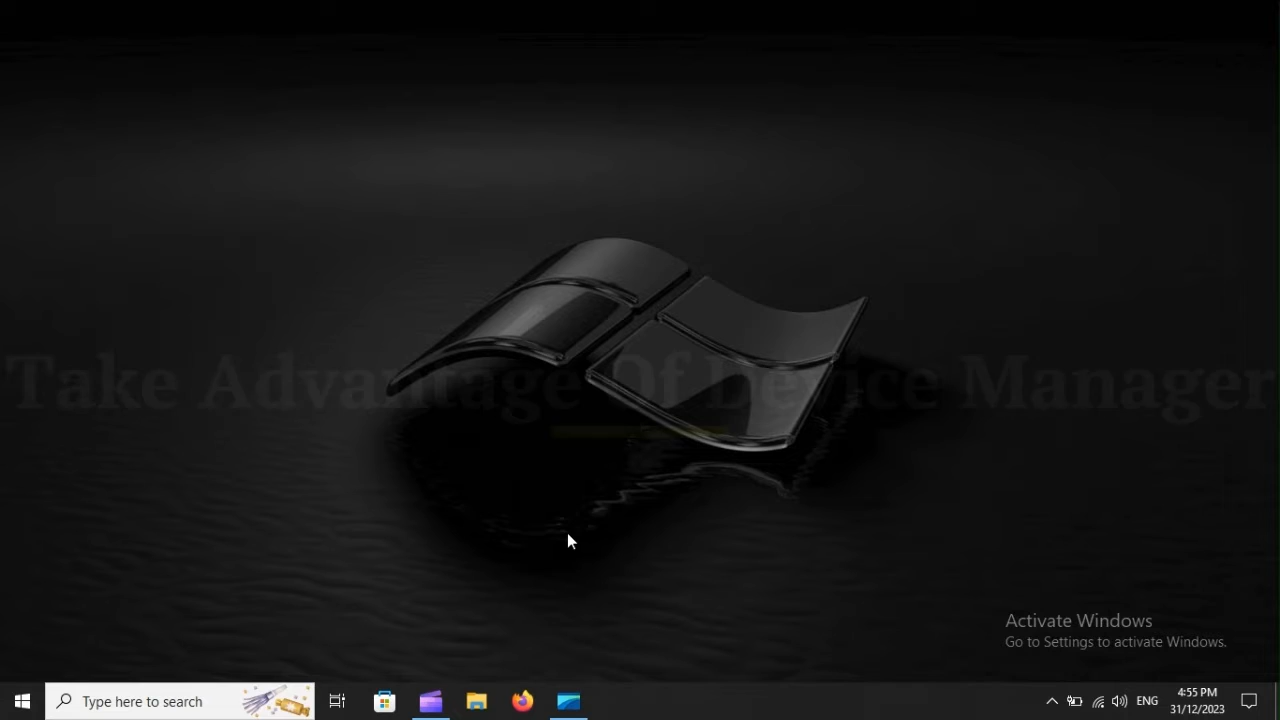 Take Advantage Of Device Manager
Activate Windows
Go to Settings to activate Windows.
Type here to search
ENG
4:55 PM
31/12/2023